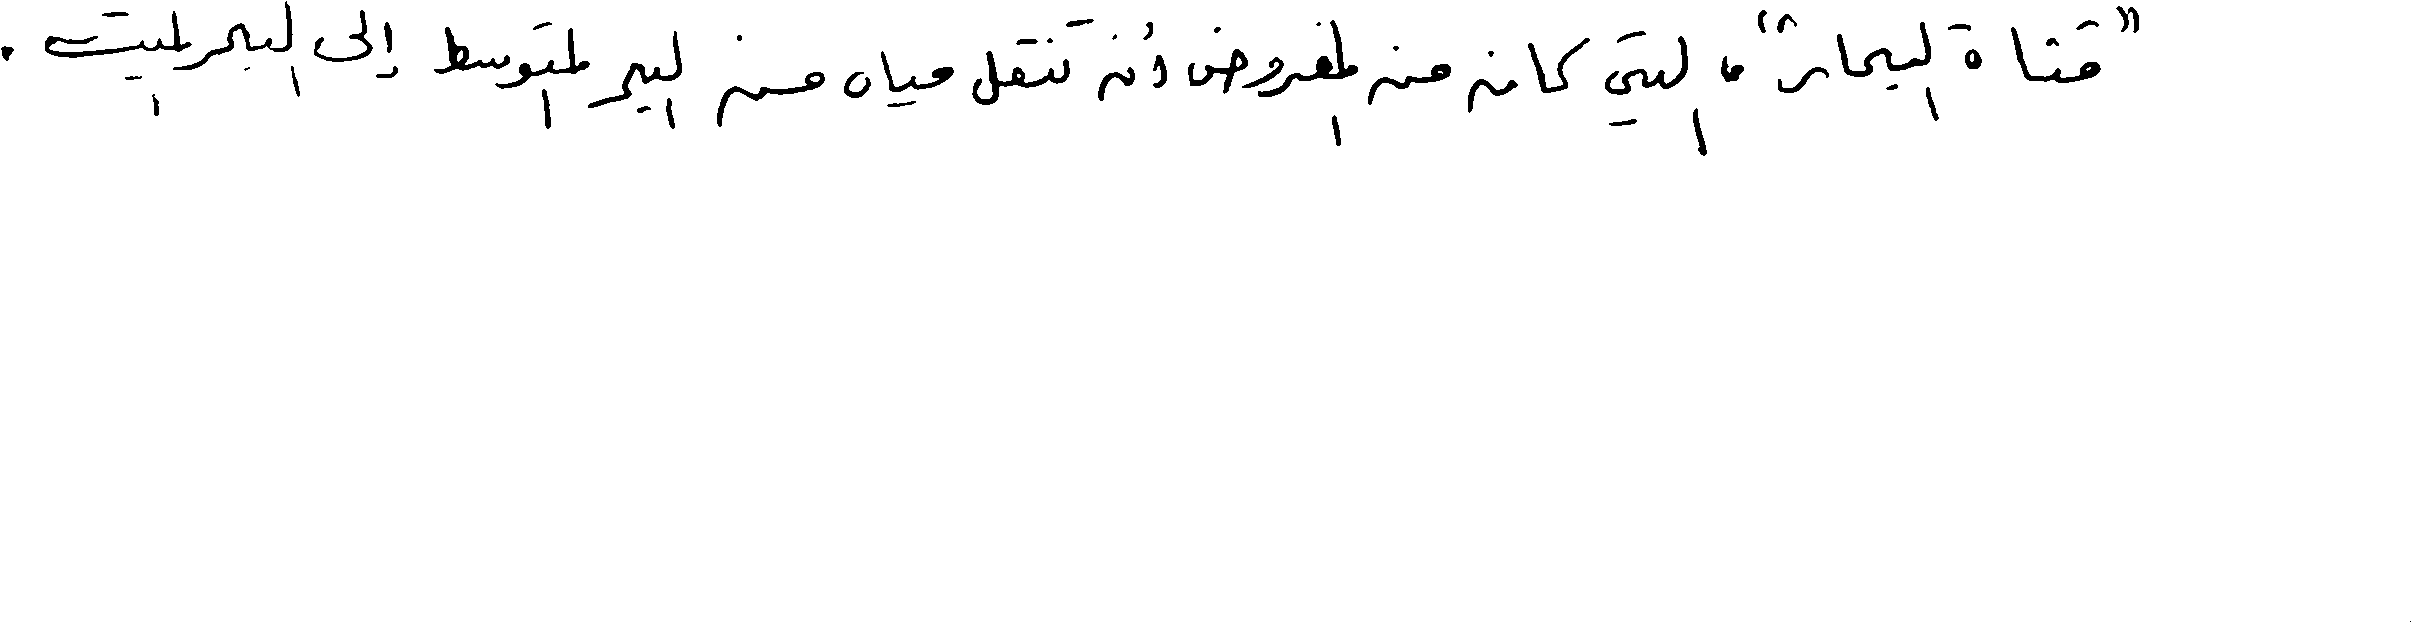 "قناة البحار"، التي كان من المفروض أن تنقل مياه من البحر المتوسط إلى البحر الميت.